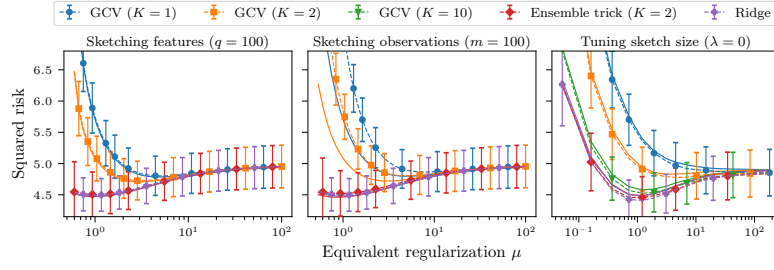 GCV (K = 1) GCV (K = 2) GCV (K = 10) Ensemble trick (K = 2) Ridge
Sketching features (q = 100) Sketching observations (m = 100) Tuning sketch size (λ = 0)
Squared risk
6.5
6.0
5.5
5.0
4.5
10⁰ 10¹ 10² 10⁰ 10¹ 10² 10⁻¹ 10⁰ 10¹ 10²
Equivalent regularization μ